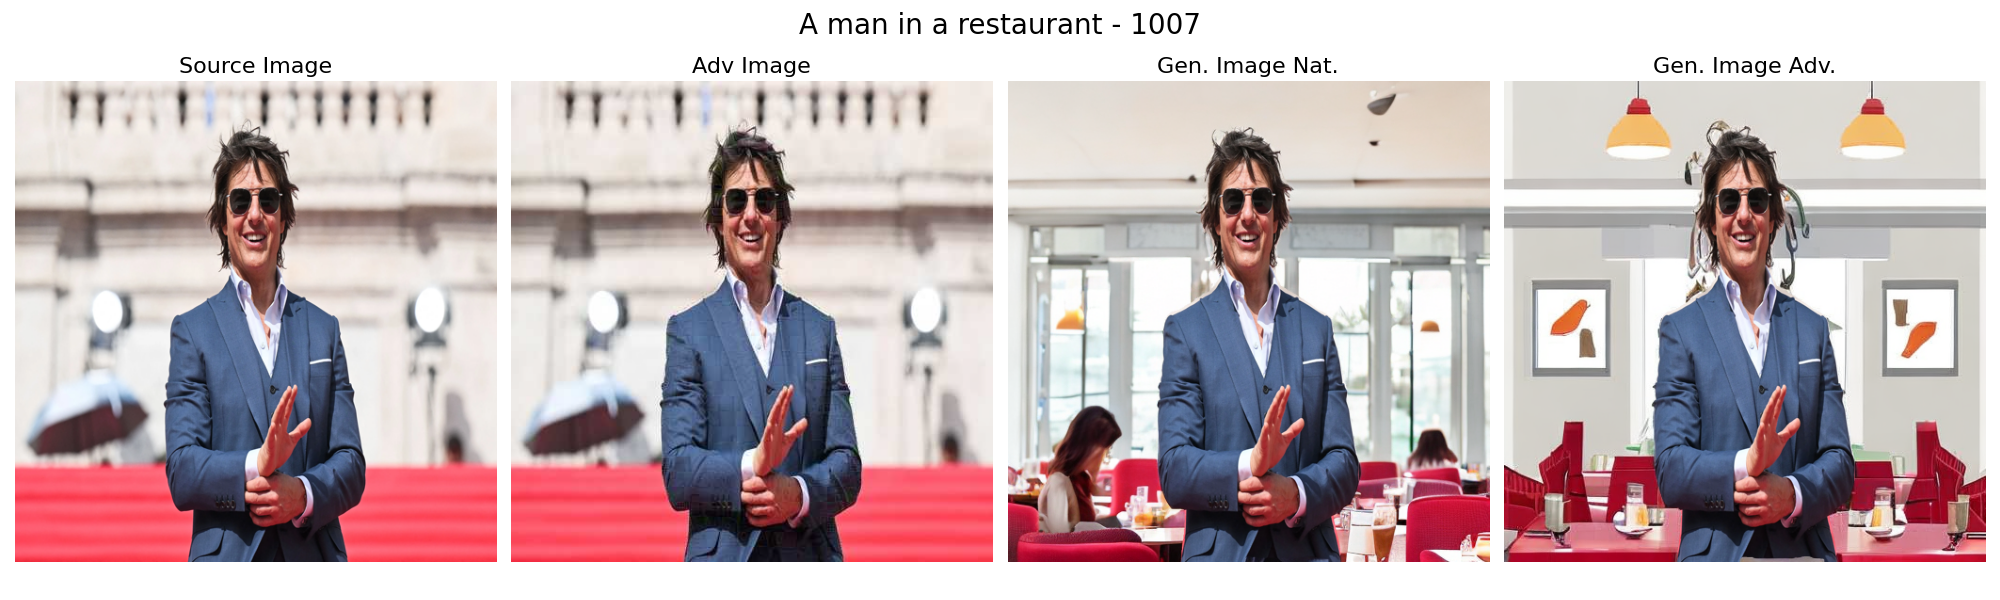 A man in a restaurant - 1007
Source Image
Adv Image
Gen. Image Nat.
Gen. Image Adv.